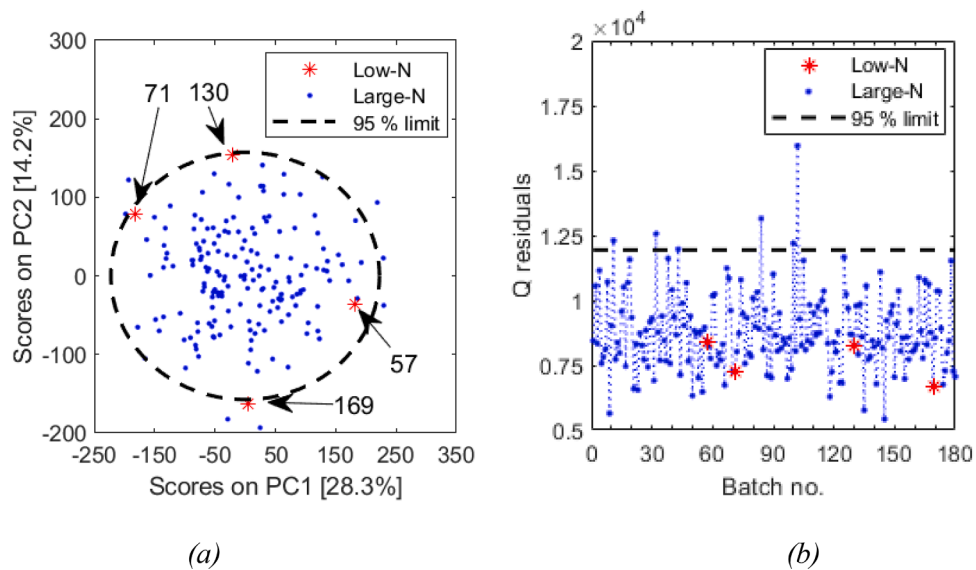 300
200
100
0
-100
-200
-250
-150
-50
50
150
250
350
Scores on PC2 [14.2%]
Scores on PC1 [28.3%]
Low-N
Large-N
95 % limit
71
130
57
169
(a)
×10⁴
2
1.75
1.5
1.25
1
0.75
0.5
0
30
60
90
120
150
180
Q residuals
Batch no.
Low-N
Large-N
95 % limit
(b)